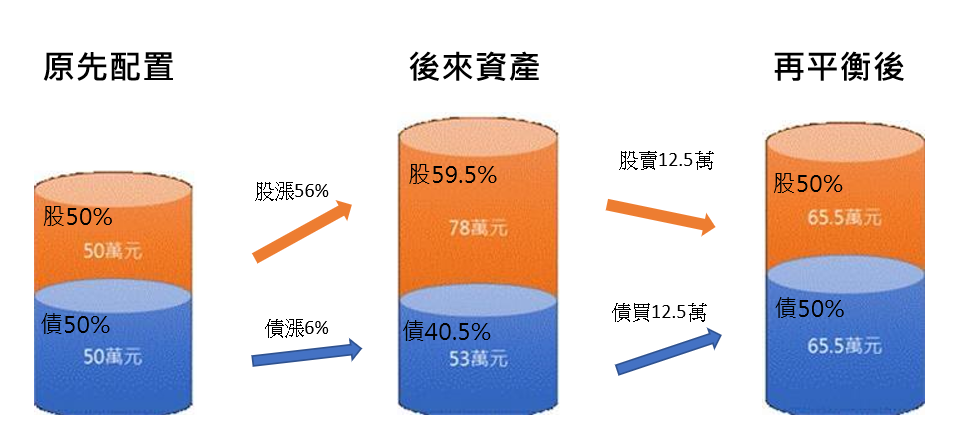 原先配置
後來資產
再平衡後
股50%
50萬元
債50%
50萬元
股漲56%
債漲6%
股59.5%
78萬元
債40.5%
53萬元
股賣12.5萬
債買12.5萬
股50%
65.5萬元
債50%
65.5萬元